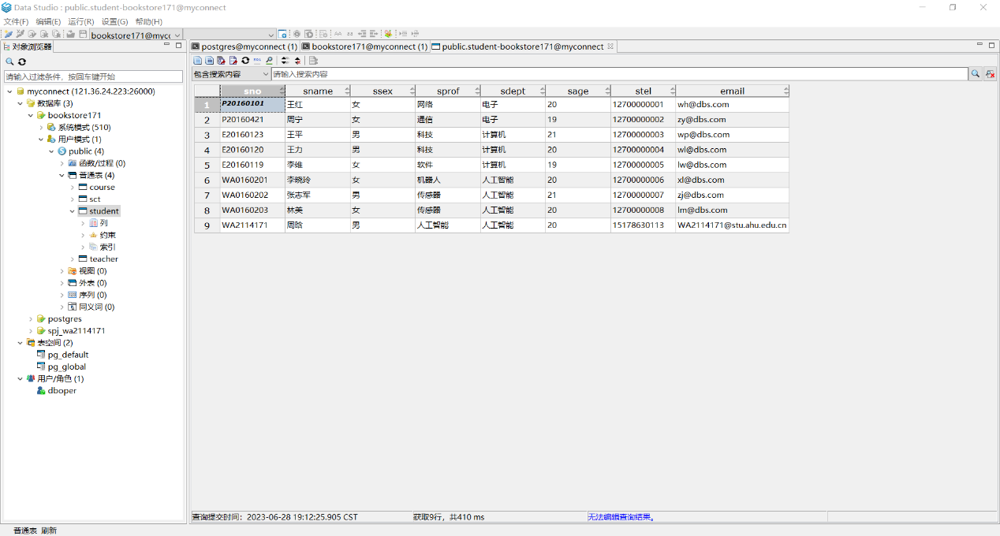 Data Studio : public.student-bookstore171@myconnect
文件(F) 编辑(E) 运行(R) 设置(G) 帮助(H)
bookstore171@mycc
对象浏览器
请输入过滤条件，按回车键开始
myconnect (121.36.24.223:26000)
数据库 (3)
bookstore171
系统模式 (510)
用户模式 (1)
public (4)
函数/过程 (0)
普通表 (4)
course
sct
student
列
约束
索引
teacher
视图 (0)
外表 (0)
序列 (0)
同义词 (0)
postgres
spj_wa2114171
表空间 (2)
pg_default
pg_global
用户/角色 (1)
dboper
postgres@myconnect (1) bookstore171@myconnect (1) public.student-bookstore171@myconnect
包含搜索内容 请输入搜索内容
sno sname ssex sprof sdept sage stel email
1 P20160101 王红 女 网络 电子 20 12700000001 wh@dbs.com
2 P20160421 周宁 女 通信 电子 19 12700000002 zy@dbs.com
3 E20160123 王平 男 科技 计算机 21 12700000003 wp@dbs.com
4 E20160120 王力 男 科技 计算机 20 12700000004 wl@dbs.com
5 E20160119 李维 女 软件 计算机 19 12700000005 lw@dbs.com
6 WA0160201 李晓玲 女 机器人 人工智能 20 12700000006 xl@dbs.com
7 WA0160202 张志军 男 传感器 人工智能 21 12700000007 zj@dbs.com
8 WA0160203 林美 女 传感器 人工智能 20 12700000008 lm@dbs.com
9 WA2114171 周晗 男 人工智能 人工智能 20 15178630113 WA2114171@stu.ahu.edu.cn
查询提交时间：2023-06-28 19:12:25.905 CST 获取9行，共410 ms 无法编辑查询结果。
普通表 刷新